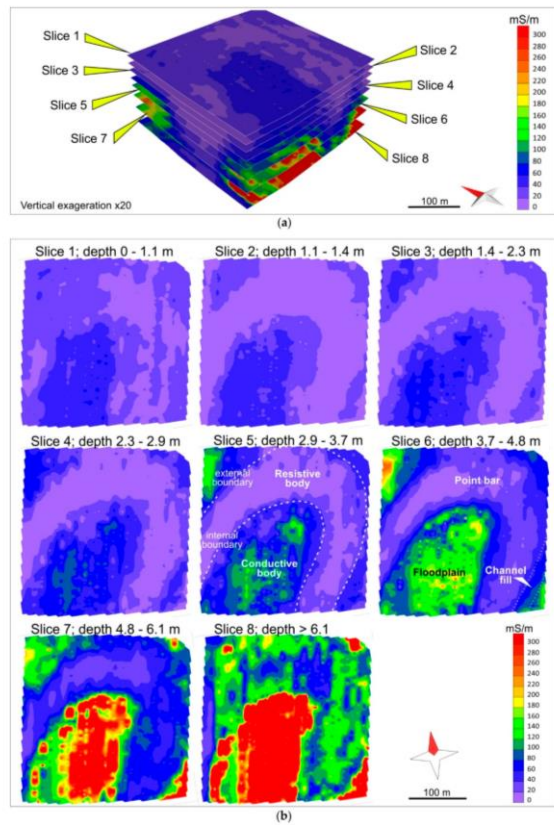 mS/m
300
280
260
240
220
200
180
160
140
120
100
80
60
40
20
0
Slice 1
Slice 2
Slice 3
Slice 4
Slice 5
Slice 6
Slice 7
Slice 8
Vertical exageration x20
100 m
(a)
Slice 1; depth 0 - 1.1 m
Slice 2; depth 1.1 - 1.4 m
Slice 3; depth 1.4 - 2.3 m
Slice 4; depth 2.3 - 2.9 m
Slice 5; depth 2.9 - 3.7 m
Slice 6; depth 3.7 - 4.8 m
external
boundary
Resistive
body
internal
boundary
Conductive
body
Point bar
Floodplain
Channel
fill
Slice 7; depth 4.8 - 6.1 m
Slice 8; depth > 6.1
mS/m
300
280
260
240
220
200
180
160
140
120
100
80
60
40
20
0
100 m
(b)